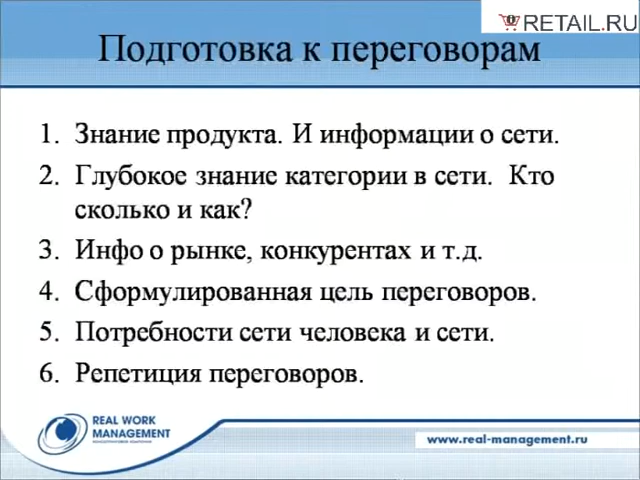 RETAIL.RU
Подготовка к переговорам
1. Знание продукта. И информации о сети.
2. Глубокое знание категории в сети. Кто
сколько и как?
3. Инфо о рынке, конкурентах и т.д.
4. Сформулированная цель переговоров.
5. Потребности сети человека и сети.
6. Репетиция переговоров.
REAL WORK
MANAGEMENT
КОНСАЛТИНГОВАЯ КОМПАНИЯ
www.real-management.ru